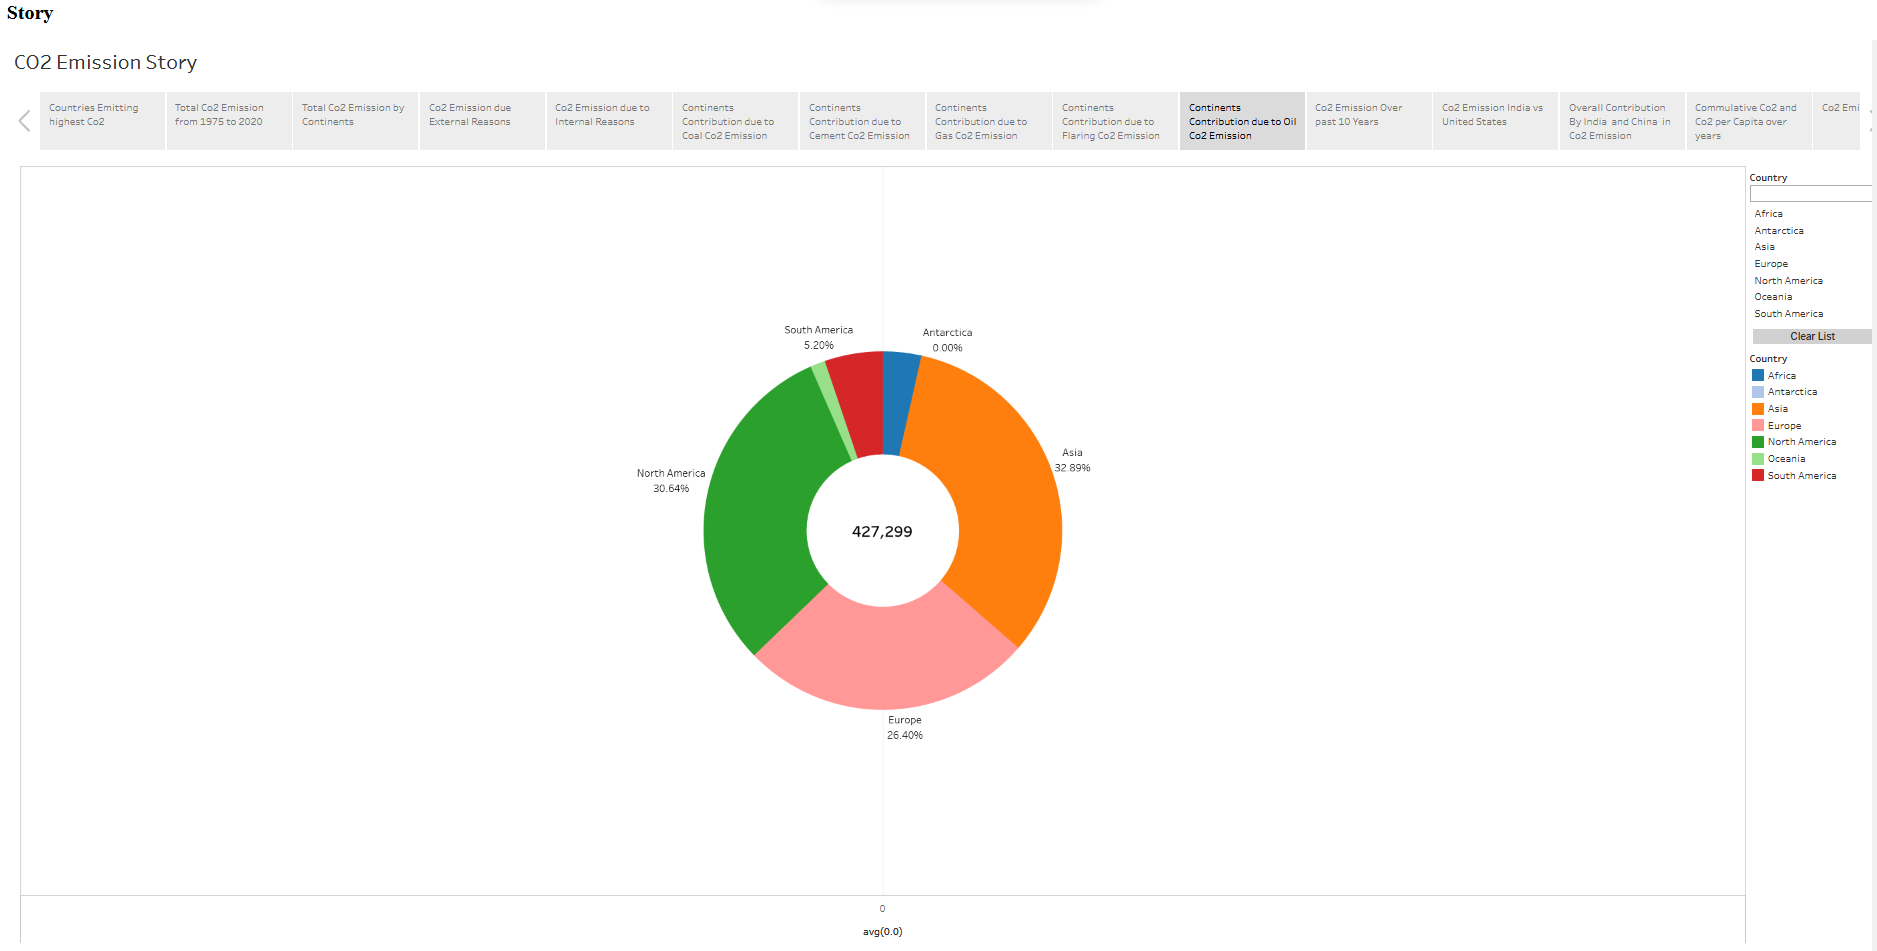 Story
CO2 Emission Story
Countries Emitting
highest Co2
Total Co2 Emission
from 1975 to 2020
Total Co2 Emission by
Continents
Co2 Emission due
External Reasons
Co2 Emission due to
Internal Reasons
Continents
Contribution due to
Coal Co2 Emission
Continents
Contribution due to
Cement Co2 Emission
Continents
Contribution due to
Gas Co2 Emission
Continents
Contribution due to
Flaring Co2 Emission
Continents
Contribution due to Oil
Co2 Emission
Co2 Emission Over
past 10 Years
Co2 Emission India vs
United States
Overall Contribution
By India and China in
Co2 Emission
Commulative Co2 and
Co2 per Capita over
years
Co2 Emi
South America
5.20%
Antarctica
0.00%
Asia
32.89%
North America
30.64%
427,299
Europe
26.40%
0
avg(0.0)
Country
Africa
Antarctica
Asia
Europe
North America
Oceania
South America
Clear List
Country
Africa
Antarctica
Asia
Europe
North America
Oceania
South America